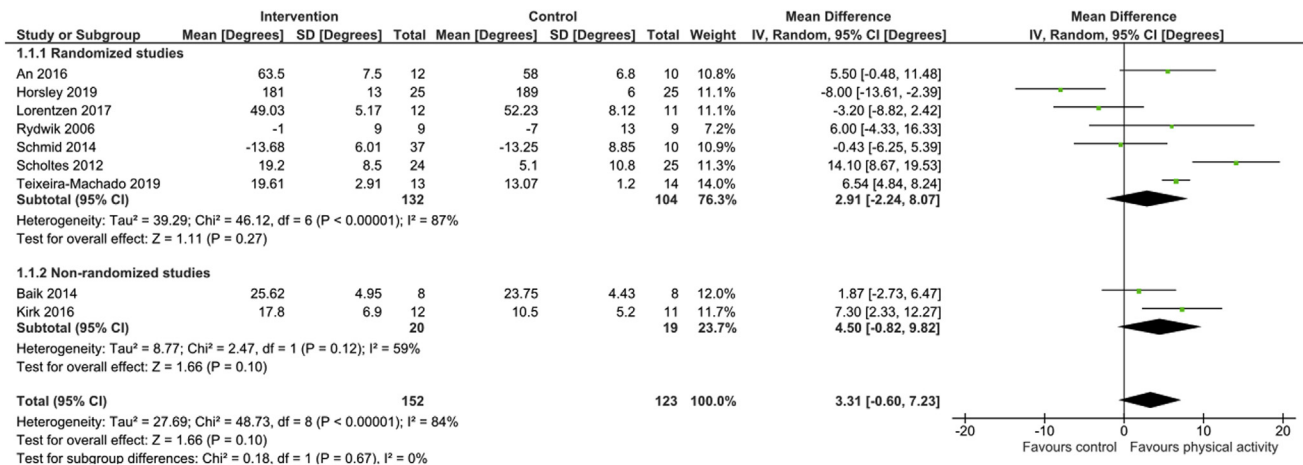 Intervention Control Mean Difference Mean Difference
Study or Subgroup Mean [Degrees] SD [Degrees] Total Mean [Degrees] SD [Degrees] Total Weight IV, Random, 95% CI [Degrees] IV, Random, 95% CI [Degrees]
1.1.1 Randomized studies
An 2016 63.5 7.5 12 58 6.8 10 10.8% 5.50 [-0.48, 11.48]
Horsley 2019 181 13 25 189 6 25 11.1% -8.00 [-13.61, -2.39]
Lorentzen 2017 49.03 5.17 12 52.23 8.12 11 11.1% -3.20 [-8.82, 2.42]
Rydwik 2006 -1 9 9 -7 13 9 7.2% 6.00 [-4.33, 16.33]
Schmid 2014 -13.68 6.01 37 -13.25 8.85 10 10.9% -0.43 [-6.25, 5.39]
Scholtes 2012 19.2 8.5 24 5.1 10.8 25 11.3% 14.10 [8.67, 19.53]
Teixeira-Machado 2019 19.61 2.91 13 13.07 1.2 14 14.0% 6.54 [4.84, 8.24]
Subtotal (95% CI) 132 104 76.3% 2.91 [-2.24, 8.07]
Heterogeneity: Tau² = 39.29; Chi² = 46.12, df = 6 (P < 0.00001); I² = 87%
Test for overall effect: Z = 1.11 (P = 0.27)
1.1.2 Non-randomized studies
Baik 2014 25.62 4.95 8 23.75 4.43 8 12.0% 1.87 [-2.73, 6.47]
Kirk 2016 17.8 6.9 12 10.5 5.2 11 11.7% 7.30 [2.33, 12.27]
Subtotal (95% CI) 20 19 23.7% 4.50 [-0.82, 9.82]
Heterogeneity: Tau² = 8.77; Chi² = 2.47, df = 1 (P = 0.12); I² = 59%
Test for overall effect: Z = 1.66 (P = 0.10)
Total (95% CI) 152 123 100.0% 3.31 [-0.60, 7.23]
Heterogeneity: Tau² = 27.69; Chi² = 48.73, df = 8 (P < 0.00001); I² = 84%
Test for overall effect: Z = 1.66 (P = 0.10)
Test for subgroup differences: Chi² = 0.18, df = 1 (P = 0.67), I² = 0%
-20 -10 0 10 20
Favours control Favours physical activity